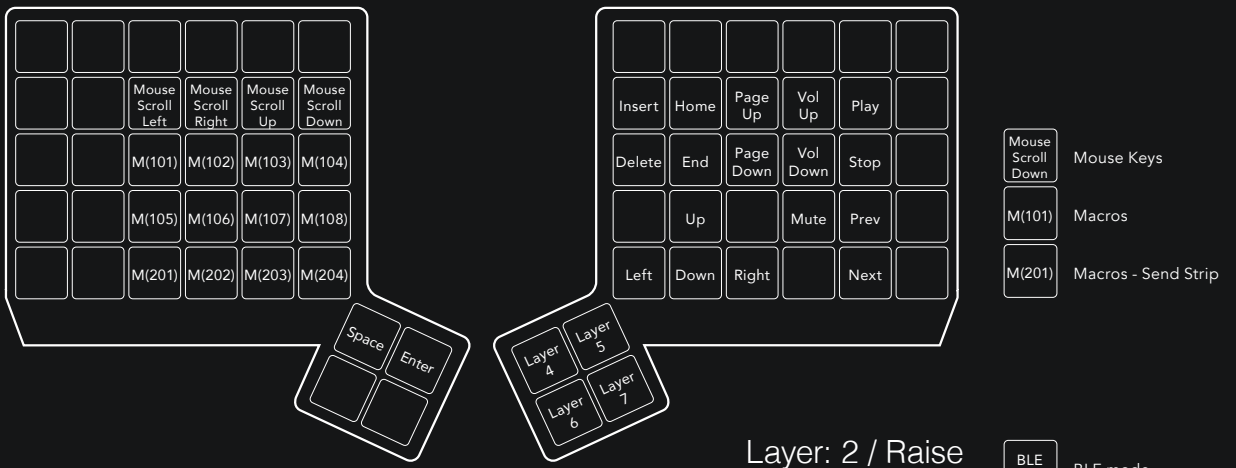 Mouse Scroll Left
Mouse Scroll Right
Mouse Scroll Up
Mouse Scroll Down
M(101) M(102) M(103) M(104)
M(105) M(106) M(107) M(108)
M(201) M(202) M(203) M(204)
Space
Enter
Insert Home Page Up Vol Up Play
Delete End Page Down Vol Down Stop
Up Mute Prev
Left Down Right Next
Layer 4
Layer 5
Layer 6
Layer 7
Mouse Scroll Down Mouse Keys
M(101) Macros
M(201) Macros - Send Strip
Layer: 2 / Raise
BLE BLE mode